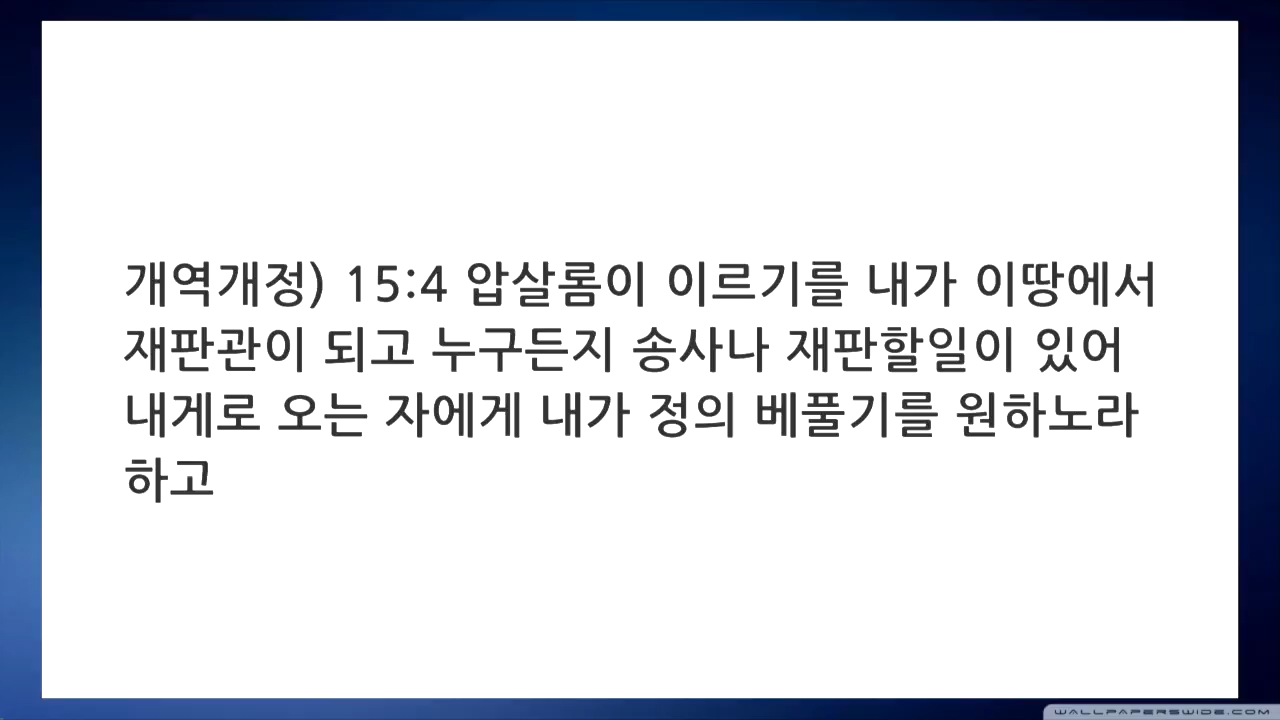 개역개정) 15:4 압살롬이 이르기를 내가 이땅에서
재판관이 되고 누구든지 송사나 재판할일이 있어
내게로 오는 자에게 내가 정의 베풀기를 원하노라
하고
WALLPAPERSWIDE.COM